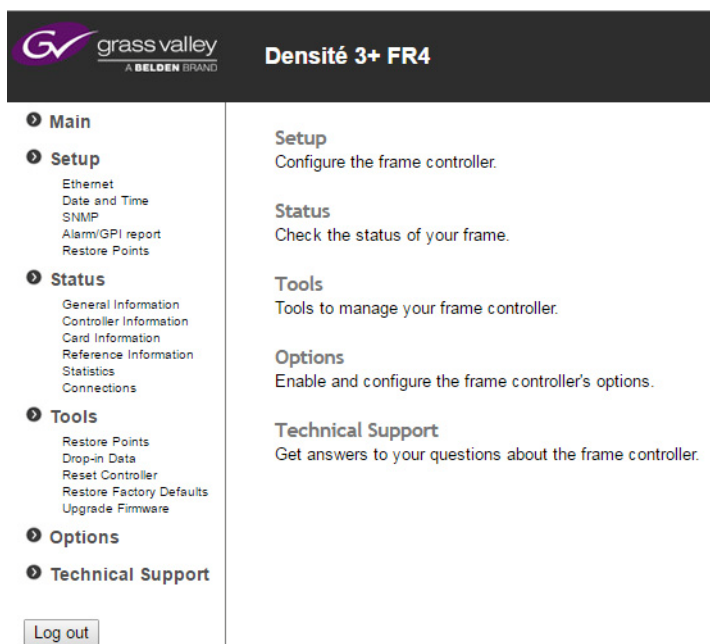 grass valley
A BELDEN BRAND
Densité 3+ FR4
Main
Setup
Ethernet
Date and Time
SNMP
Alarm/GPI report
Restore Points
Status
General Information
Controller Information
Card Information
Reference Information
Statistics
Connections
Tools
Restore Points
Drop-in Data
Reset Controller
Restore Factory Defaults
Upgrade Firmware
Options
Technical Support
Log out
Setup
Configure the frame controller.
Status
Check the status of your frame.
Tools
Tools to manage your frame controller.
Options
Enable and configure the frame controller's options.
Technical Support
Get answers to your questions about the frame controller.